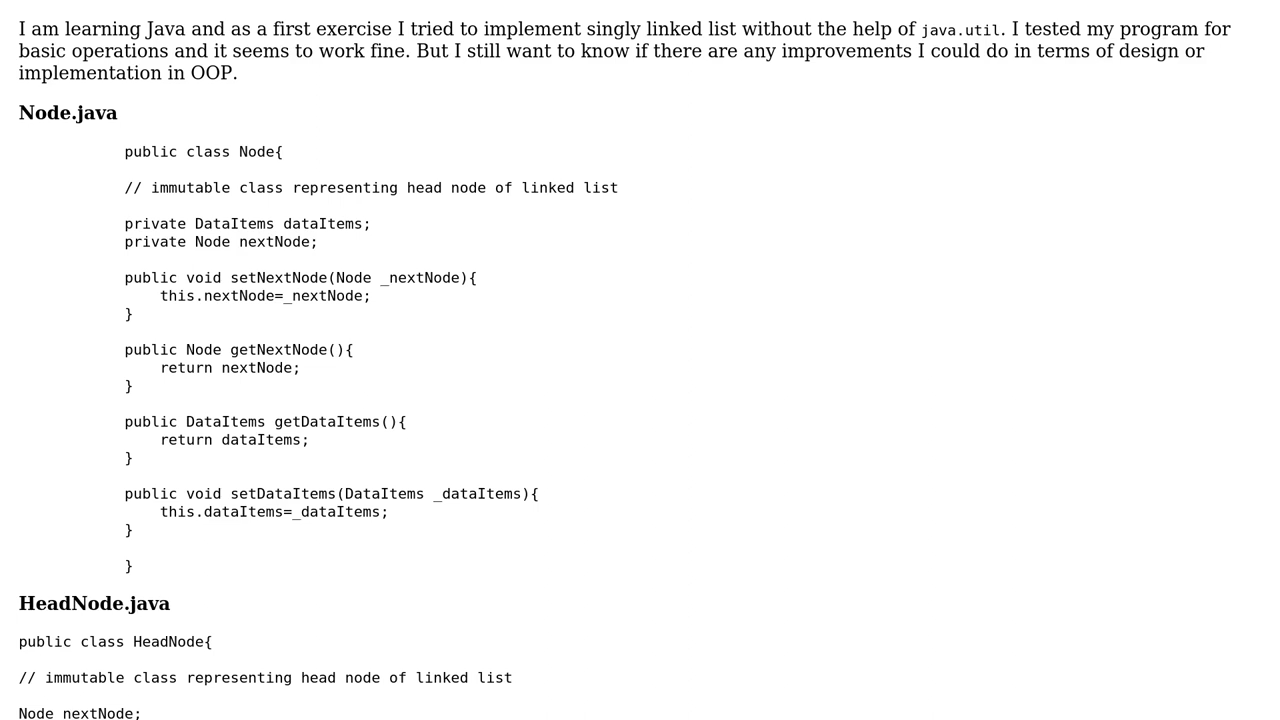 I am learning Java and as a first exercise I tried to implement singly linked list without the help of java.util. I tested my program for
basic operations and it seems to work fine. But I still want to know if there are any improvements I could do in terms of design or
implementation in OOP.
Node.java
public class Node{
// immutable class representing head node of linked list
private DataItems dataItems;
private Node nextNode;
public void setNextNode(Node _nextNode){
    this.nextNode=_nextNode;
}
public Node getNextNode(){
    return nextNode;
}
public DataItems getDataItems(){
    return dataItems;
}
public void setDataItems(DataItems _dataItems){
    this.dataItems=_dataItems;
}
}
HeadNode.java
public class HeadNode{
// immutable class representing head node of linked list
Node nextNode;